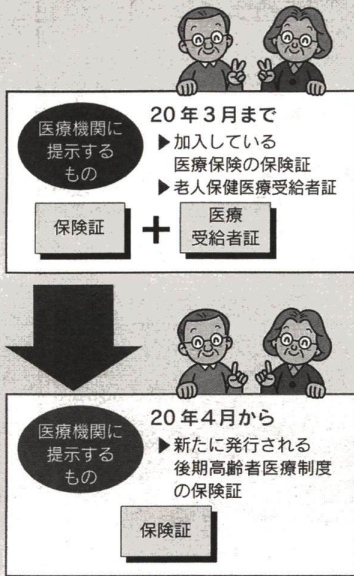 医療機関に
提示する
もの
20年3月まで
▶加入している
医療保険の保険証
▶老人保健医療受給者証
保険証
+
医療
受給者証
医療機関に
提示する
もの
20年4月から
▶新たに発行される
後期高齢者医療制度
の保険証
保険証